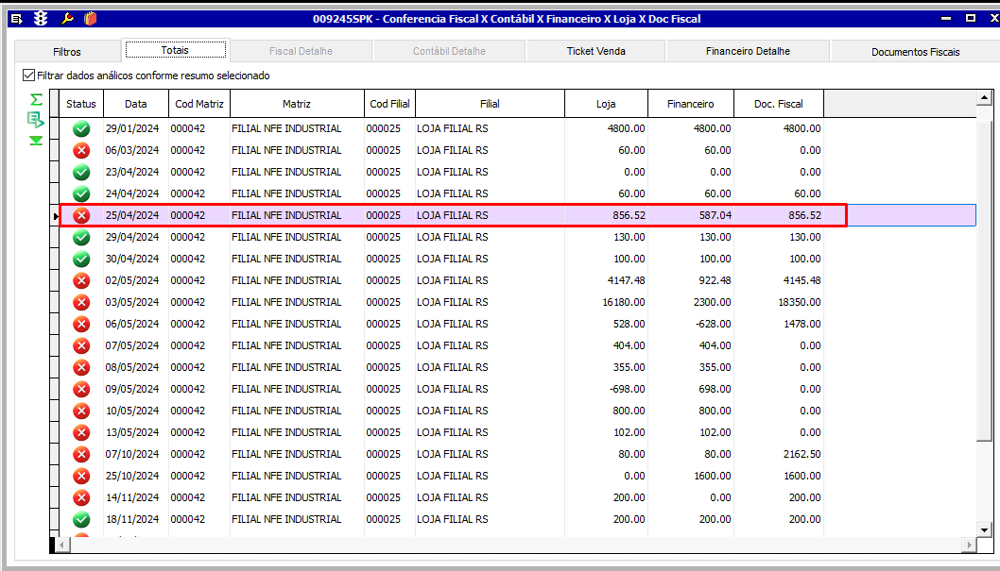 009245SPK - Conferencia Fiscal X Contábil X Financeiro X Loja X Doc Fiscal
Filtros Totais Fiscal Detalhe Contábil Detalhe Ticket Venda Financeiro Detalhe Documentos Fiscais
Filtrar dados análicos conforme resumo selecionado
Status Data Cod Matriz Matriz Cod Filial Filial Loja Financeiro Doc. Fiscal
29/01/2024 000042 FILIAL NFE INDUSTRIAL 000025 LOJA FILIAL RS 4800.00 4800.00 4800.00
06/03/2024 000042 FILIAL NFE INDUSTRIAL 000025 LOJA FILIAL RS 60.00 60.00 0.00
23/04/2024 000042 FILIAL NFE INDUSTRIAL 000025 LOJA FILIAL RS 0.00 0.00 0.00
24/04/2024 000042 FILIAL NFE INDUSTRIAL 000025 LOJA FILIAL RS 60.00 60.00 60.00
25/04/2024 000042 FILIAL NFE INDUSTRIAL 000025 LOJA FILIAL RS 856.52 587.04 856.52
29/04/2024 000042 FILIAL NFE INDUSTRIAL 000025 LOJA FILIAL RS 130.00 130.00 130.00
30/04/2024 000042 FILIAL NFE INDUSTRIAL 000025 LOJA FILIAL RS 100.00 100.00 100.00
02/05/2024 000042 FILIAL NFE INDUSTRIAL 000025 LOJA FILIAL RS 4147.48 922.48 4145.48
03/05/2024 000042 FILIAL NFE INDUSTRIAL 000025 LOJA FILIAL RS 16180.00 2300.00 18350.00
06/05/2024 000042 FILIAL NFE INDUSTRIAL 000025 LOJA FILIAL RS 528.00 -628.00 1478.00
07/05/2024 000042 FILIAL NFE INDUSTRIAL 000025 LOJA FILIAL RS 404.00 404.00 0.00
08/05/2024 000042 FILIAL NFE INDUSTRIAL 000025 LOJA FILIAL RS 355.00 355.00 0.00
09/05/2024 000042 FILIAL NFE INDUSTRIAL 000025 LOJA FILIAL RS -698.00 698.00 0.00
10/05/2024 000042 FILIAL NFE INDUSTRIAL 000025 LOJA FILIAL RS 800.00 800.00 0.00
13/05/2024 000042 FILIAL NFE INDUSTRIAL 000025 LOJA FILIAL RS 102.00 102.00 0.00
07/10/2024 000042 FILIAL NFE INDUSTRIAL 000025 LOJA FILIAL RS 80.00 80.00 2162.50
25/10/2024 000042 FILIAL NFE INDUSTRIAL 000025 LOJA FILIAL RS 0.00 1600.00 1600.00
14/11/2024 000042 FILIAL NFE INDUSTRIAL 000025 LOJA FILIAL RS 200.00 0.00 200.00
18/11/2024 000042 FILIAL NFE INDUSTRIAL 000025 LOJA FILIAL RS 200.00 200.00 200.00